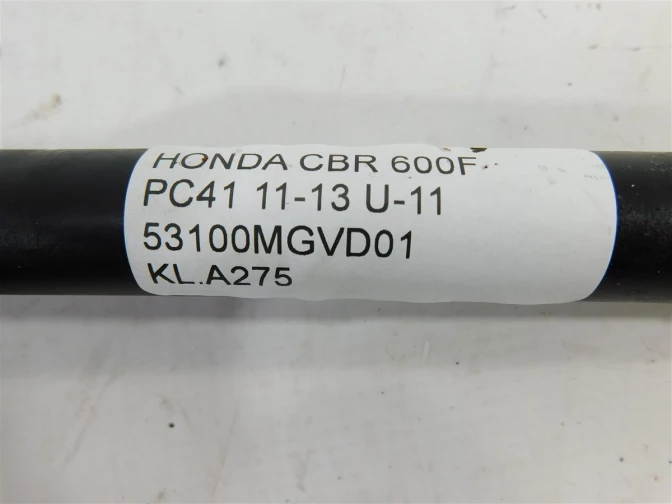 HONDA CBR 600F
PC41 11-13 U-11
53100MGVD01
KL.A275